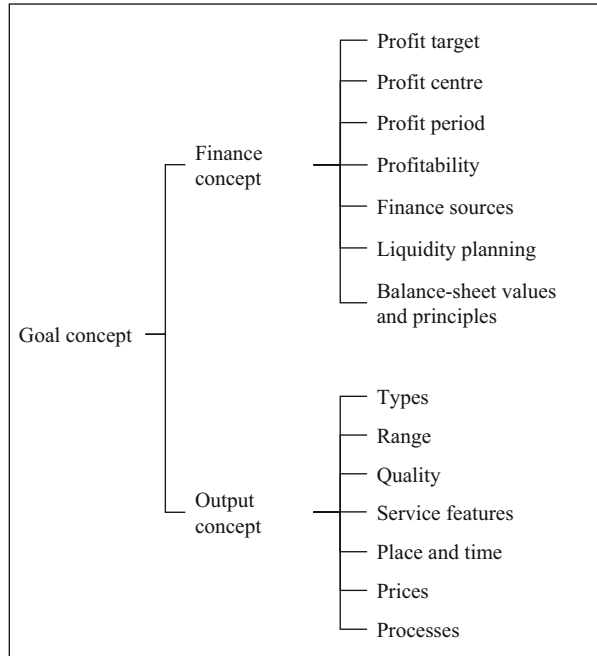 Profit target
Profit centre
Profit period
Finance
concept
Profitability
Finance sources
Liquidity planning
Balance-sheet values
and principles
Goal concept
Types
Range
Quality
Output
concept
Service features
Place and time
Prices
Processes